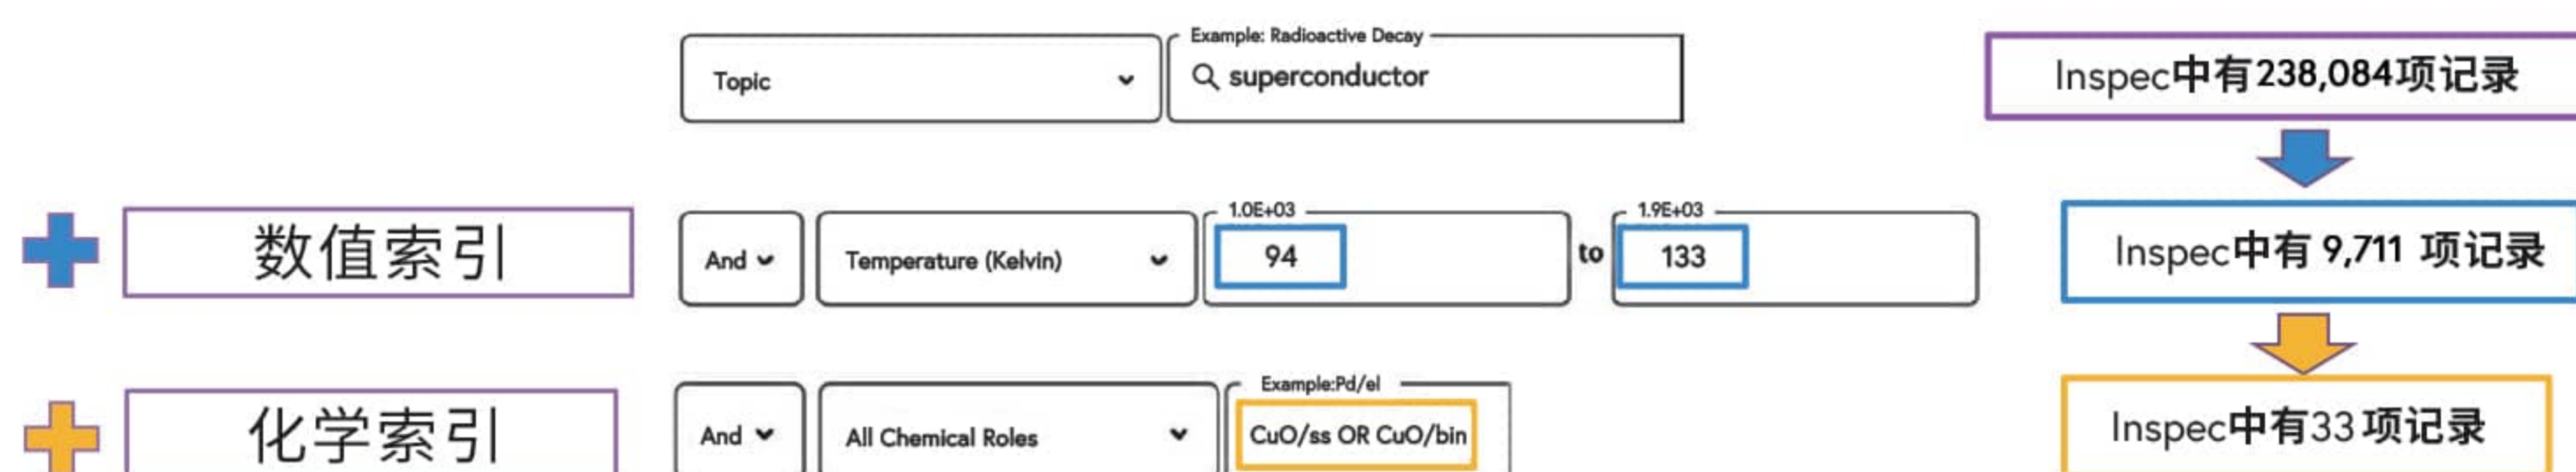 Example: Radioactive Decay
Topic
superconductor
Inspec中有238,084项记录
数值索引
And
Temperature (Kelvin)
1.0E+03
94
to
1.9E+03
133
Inspec中有 9,711 项记录
化学索引
And
All Chemical Roles
Example:Pd/el
CuO/ss OR CuO/bin
Inspec中有33 项记录